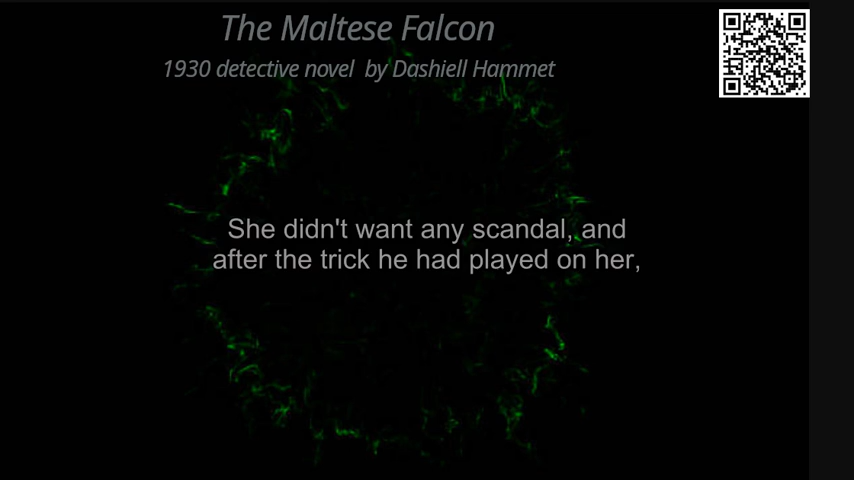 The Maltese Falcon
1930 detective novel by Dashiell Hammet
She didn't want any scandal, and
after the trick he had played on her,